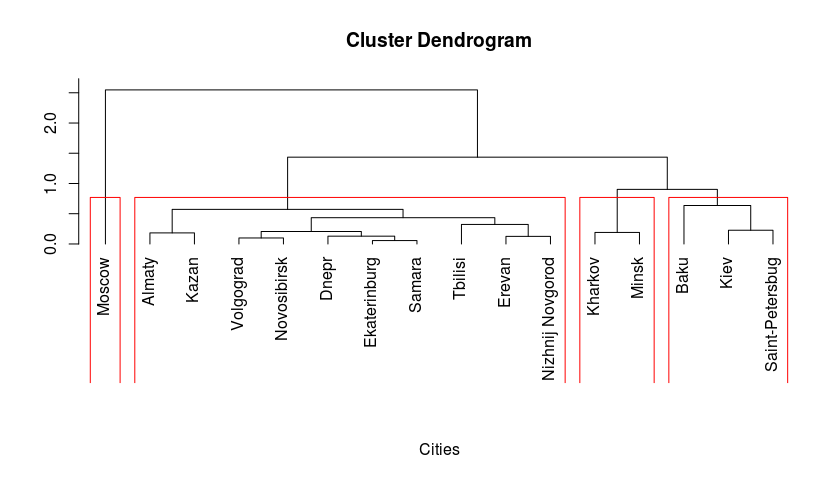 Cluster Dendrogram
2.0
1.0
0.0
Moscow
Almaty
Kazan
Volgograd
Novosibirsk
Dnepr
Ekaterinburg
Samara
Tbilisi
Erevan
Nizhnij Novgorod
Kharkov
Minsk
Baku
Kiev
Saint-Petersbug
Cities